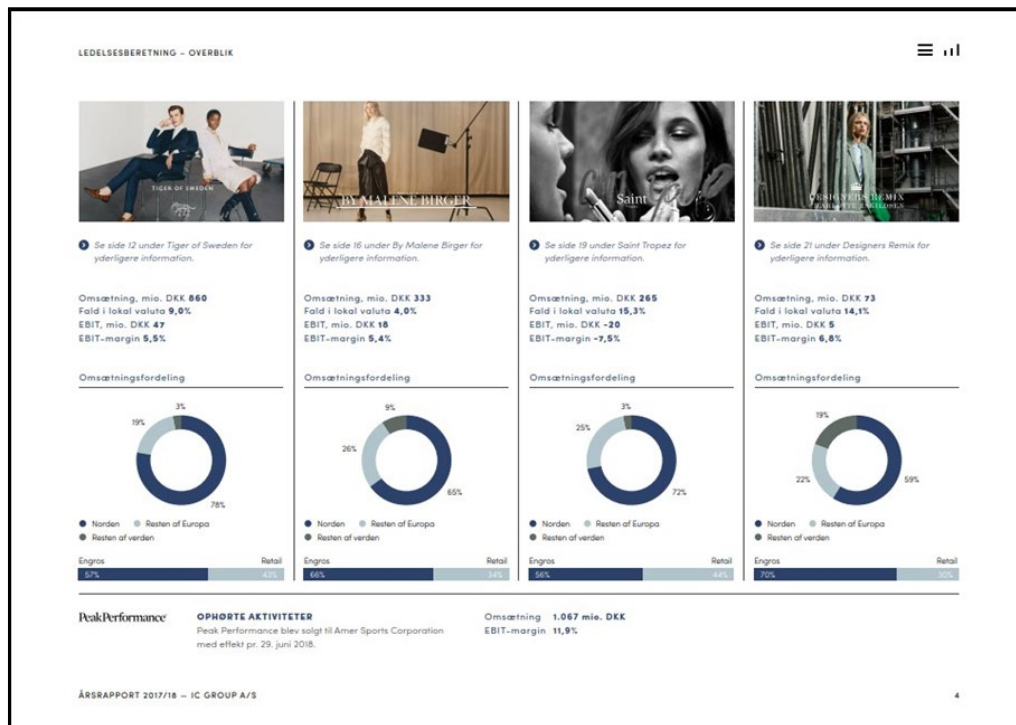 LEDELSESBERETNING – OVERBLIK
TIGER OF SWEDEN
Se side 12 under Tiger of Sweden for
yderligere information.
Omsætning, mio. DKK 860
Fald i lokal valuta 9,0%
EBIT, mio. DKK 47
EBIT-margin 5,5%
Omsætningsfordeling
3%
19%
78%
Norden Resten af Europa
Resten af verden
Engros Retail
57% 43%
BY MALENE BIRGER
Se side 16 under By Malene Birger for
yderligere information.
Omsætning, mio. DKK 333
Fald i lokal valuta 4,0%
EBIT, mio. DKK 18
EBIT-margin 5,4%
Omsætningsfordeling
9%
26%
65%
Norden Resten af Europa
Resten af verden
Engros Retail
66% 34%
Saint
Se side 19 under Saint Tropez for
yderligere information.
Omsætning, mio. DKK 265
Fald i lokal valuta 15,3%
EBIT, mio. DKK -20
EBIT-margin -7,5%
Omsætningsfordeling
3%
25%
72%
Norden Resten af Europa
Resten af verden
Engros Retail
56% 44%
DESIGNERS REMIX
Se side 21 under Designers Remix for
yderligere information.
Omsætning, mio. DKK 73
Fald i lokal valuta 14,1%
EBIT, mio. DKK 5
EBIT-margin 6,8%
Omsætningsfordeling
19%
22%
59%
Norden Resten af Europa
Resten af verden
Engros Retail
70% 30%
PeakPerformance
OPHØRTE AKTIVITETER
Peak Performance blev solgt til Amer Sports Corporation
med effekt pr. 29. juni 2018.
Omsætning 1.067 mio. DKK
EBIT-margin 11,9%
ÅRSRAPPORT 2017/18 — IC GROUP A/S
4